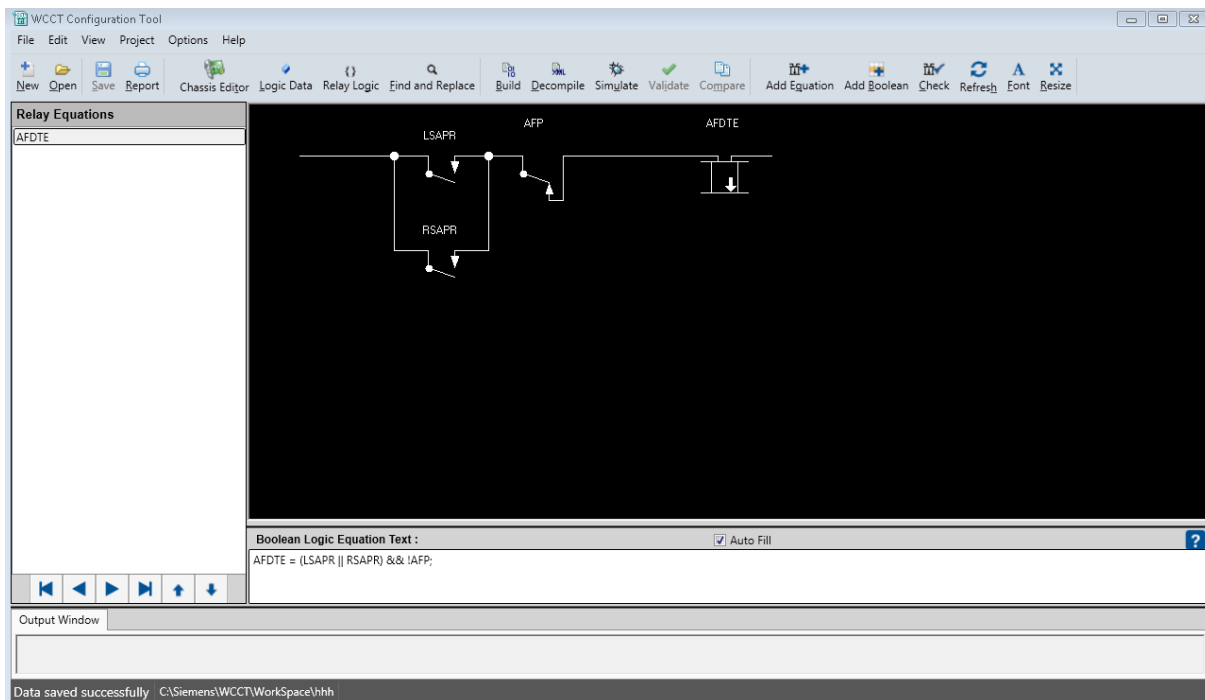 WCCT Configuration Tool
File Edit View Project Options Help
New Open Save Report Chassis Editor Logic Data Relay Logic Find and Replace Build Decompile Simulate Validate Compare Add Equation Add Boolean Check Refresh Font Resize
Relay Equations
AFDTE
LSAPR AFP AFDTE
RSAPR
Boolean Logic Equation Text : Auto Fill ?
AFDTE = (LSAPR || RSAPR) && !AFP;
Output Window
Data saved successfully C:\Siemens\WCCT\WorkSpace\hhh